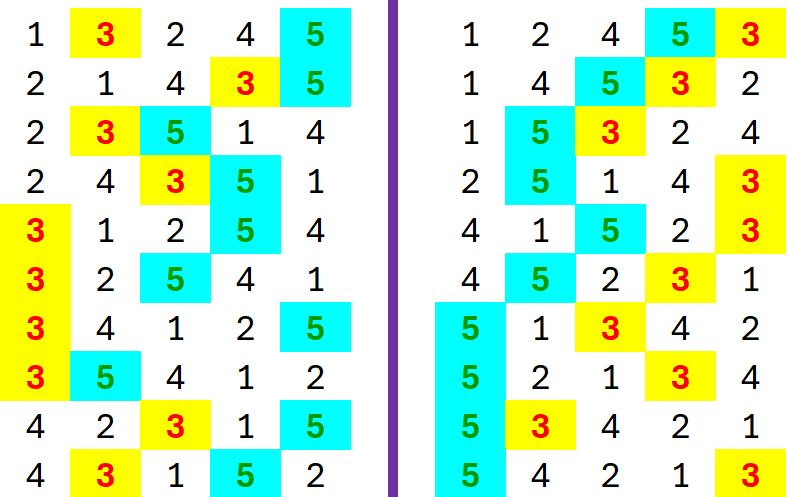 1 3 2 4 5 1 2 4 5 3
2 1 4 3 5 1 4 5 3 2
2 3 5 1 4 1 5 3 2 4
2 4 3 5 1 2 5 1 4 3
3 1 2 5 4 4 1 5 2 3
3 2 5 4 1 4 5 2 3 1
3 4 1 2 5 5 1 3 4 2
3 5 4 1 2 5 2 1 3 4
4 2 3 1 5 5 3 4 2 1
4 3 1 5 2 5 4 2 1 3